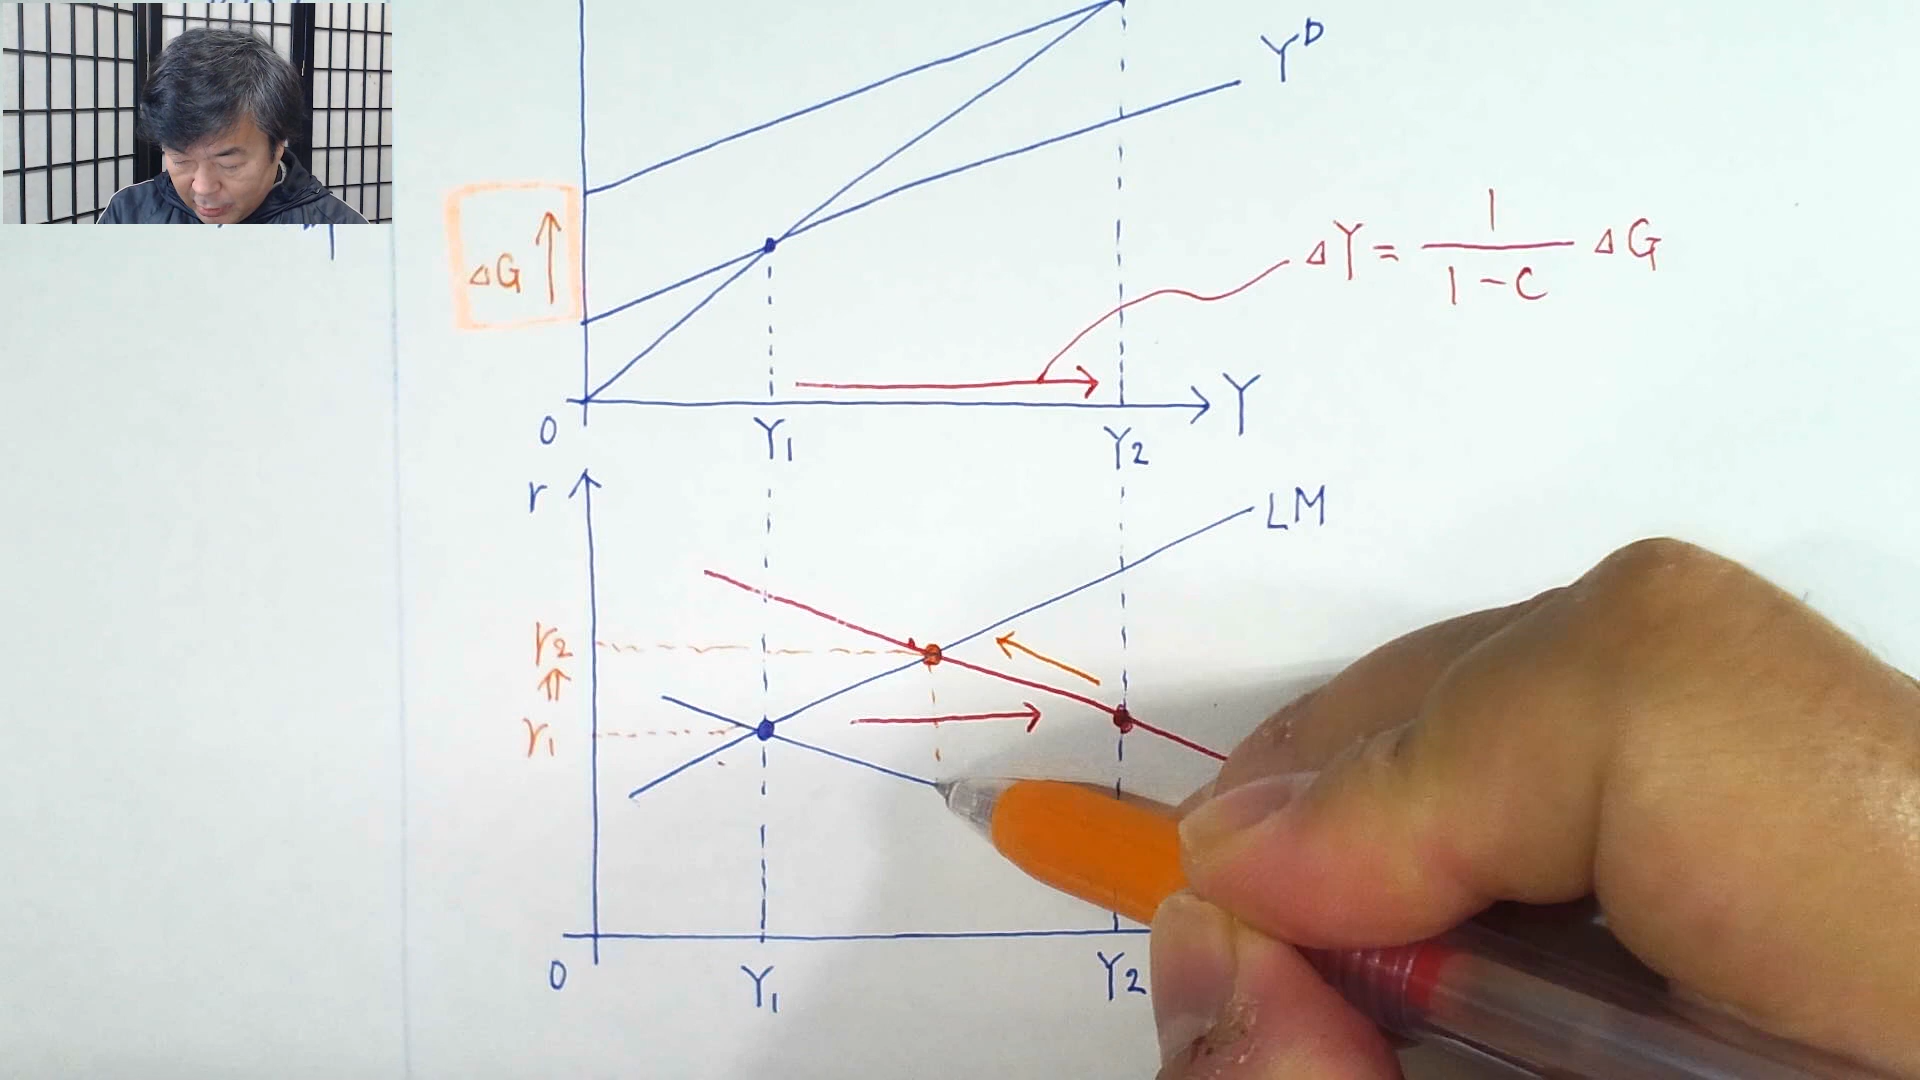 Y^D
ΔG
ΔY = 1/(1-c) ΔG
Y
0
Y1
Y2
r
LM
r2
r1
0
Y1
Y2